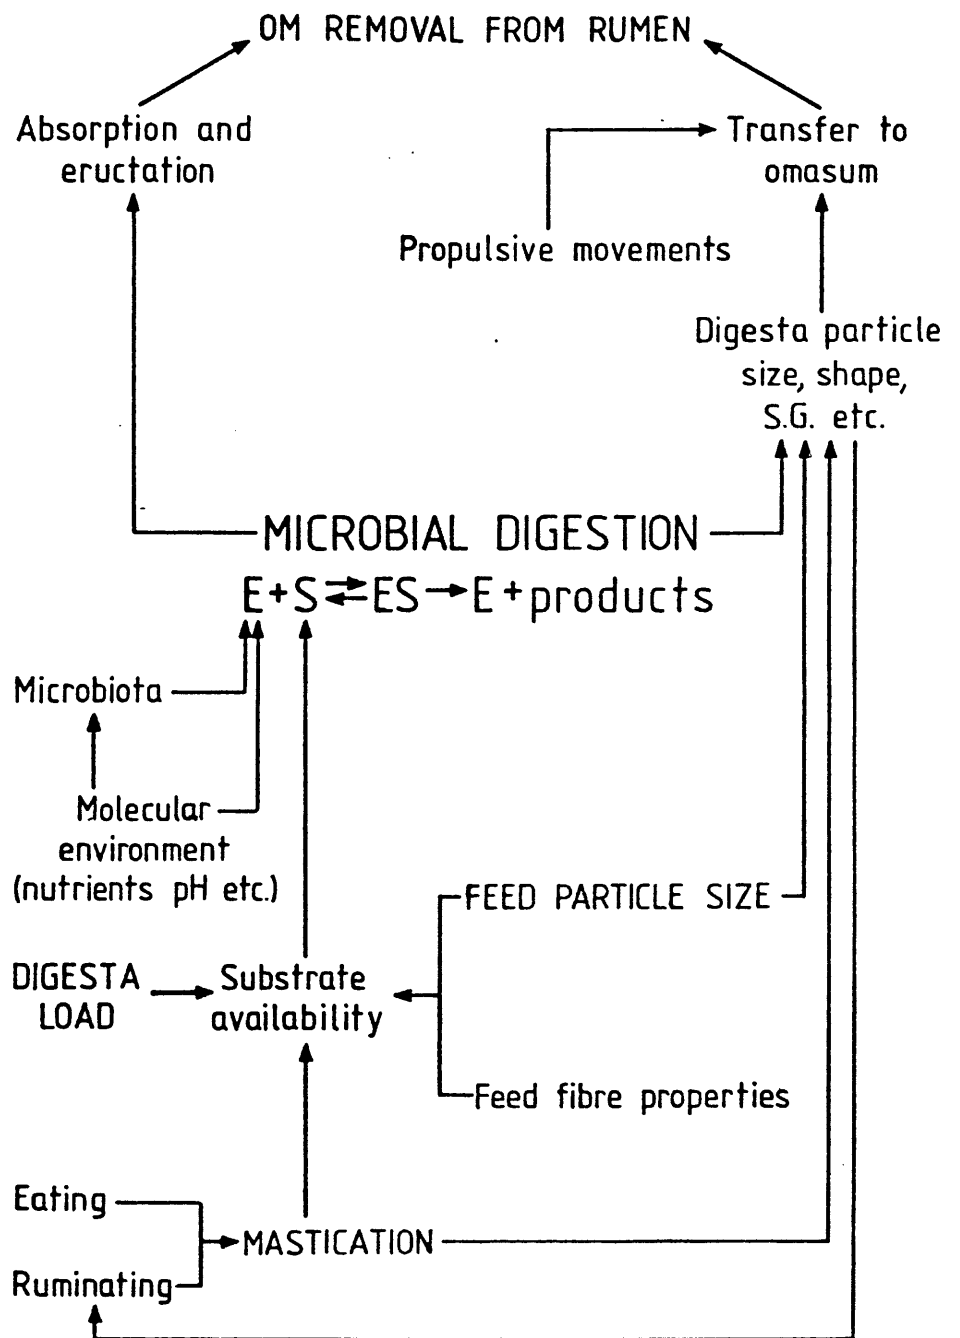 OM REMOVAL FROM RUMEN
Absorption and
eructation
Transfer to
omasum
Propulsive movements
Digesta particle
size, shape,
S.G. etc.
MICROBIAL DIGESTION
E+S ⇌ ES → E + products
Microbiota
Molecular
environment
(nutrients pH etc.)
FEED PARTICLE SIZE
DIGESTA
LOAD
Substrate
availability
Feed fibre properties
Eating
MASTICATION
Ruminating